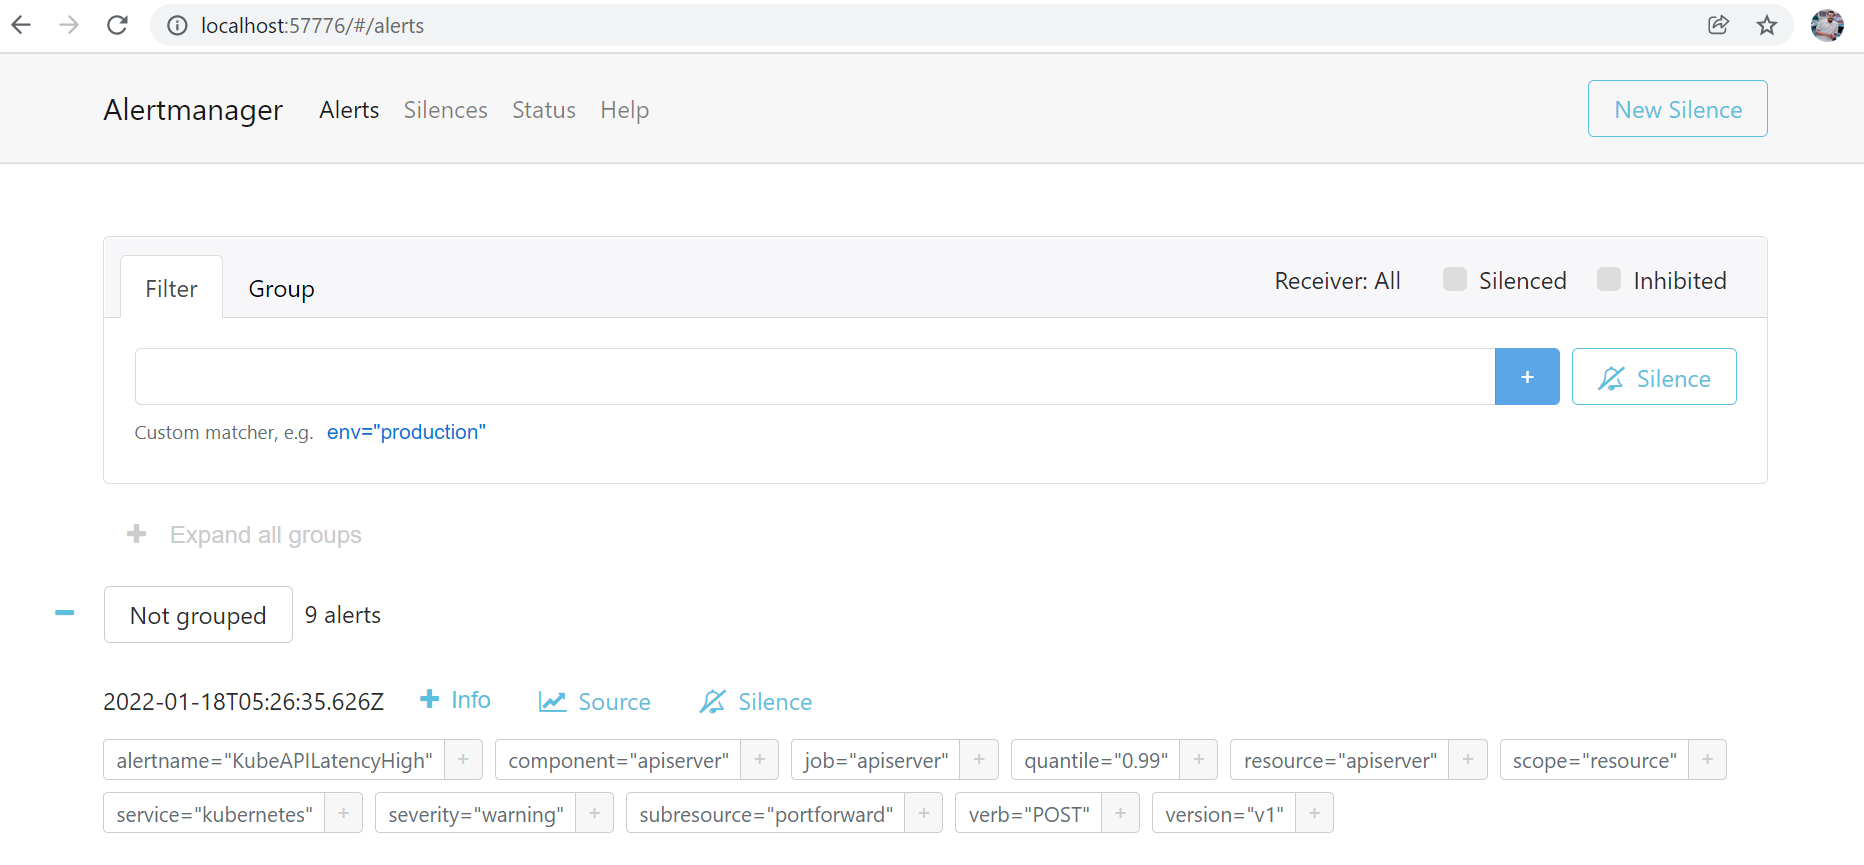 localhost:57776/#/alerts
Alertmanager Alerts Silences Status Help New Silence
Filter Group Receiver: All Silenced Inhibited
+ Silence
Custom matcher, e.g. env="production"
+ Expand all groups
Not grouped 9 alerts
2022-01-18T05:26:35.626Z + Info Source Silence
alertname="KubeAPILatencyHigh" + component="apiserver" + job="apiserver" + quantile="0.99" + resource="apiserver" + scope="resource" +
service="kubernetes" + severity="warning" + subresource="portforward" + verb="POST" + version="v1" +